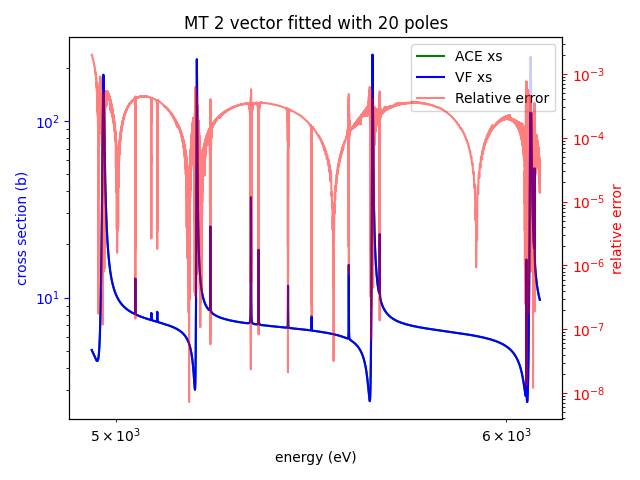 MT 2 vector fitted with 20 poles
ACE xs
VF xs
Relative error
cross section (b)
10²
10¹
relative error
10⁻³
10⁻⁴
10⁻⁵
10⁻⁶
10⁻⁷
10⁻⁸
5 × 10³
6 × 10³
energy (eV)